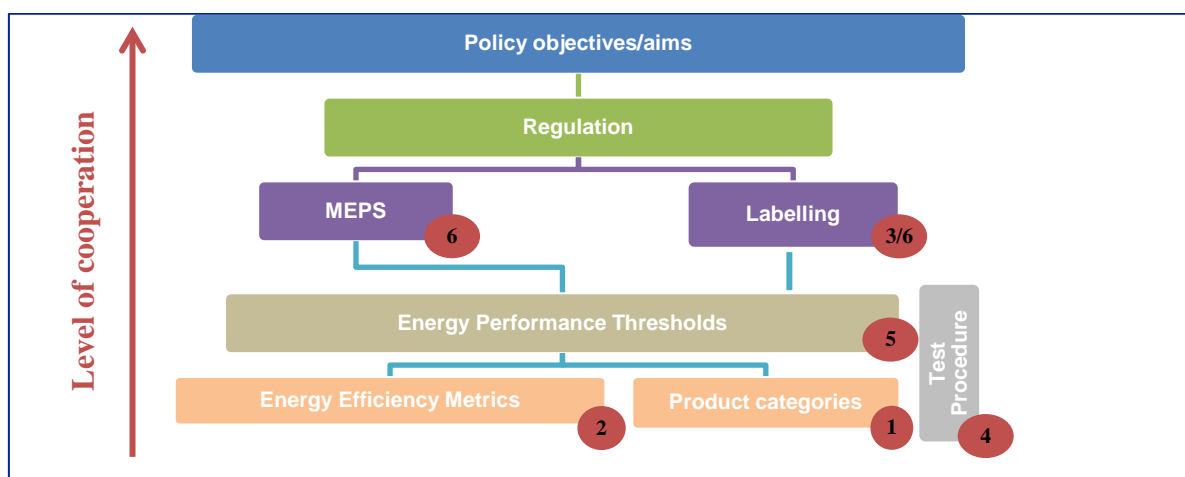 Policy objectives/aims
Level of cooperation
Regulation
MEPS
6
Labelling
3/6
Energy Performance Thresholds
5
Test
Procedure
4
Energy Efficiency Metrics
2
Product categories
1